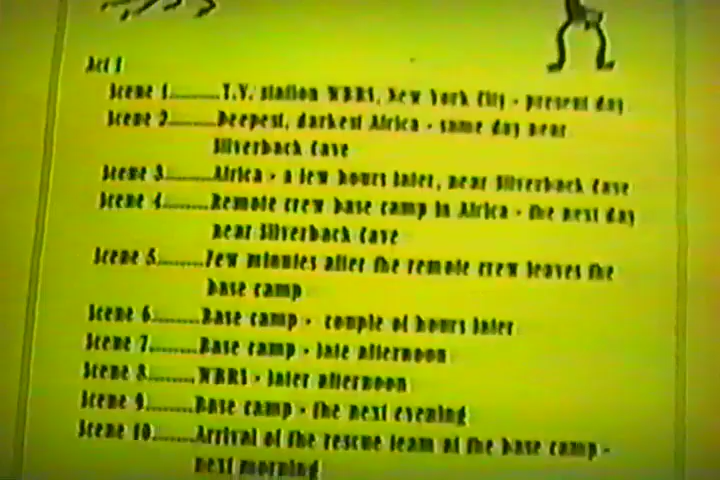 Act 1
Scene 1.........T.V. station WBRS, New York City - present day
Scene 2.........Deepest, darkest Africa - same day near
Silverback Cave
Scene 3.........Africa - a few hours later, near Silverback Cave
Scene 4.........Remote crew base camp in Africa - the next day
near Silverback Cave
Scene 5.........Few minutes after the remote crew leaves the
base camp
Scene 6.........Base camp - couple of hours later
Scene 7.........Base camp - late afternoon
Scene 8.........WBRS - later afternoon
Scene 9.........Base camp - the next evening
Scene 10........Arrival of the rescue team at the base camp -
next morning